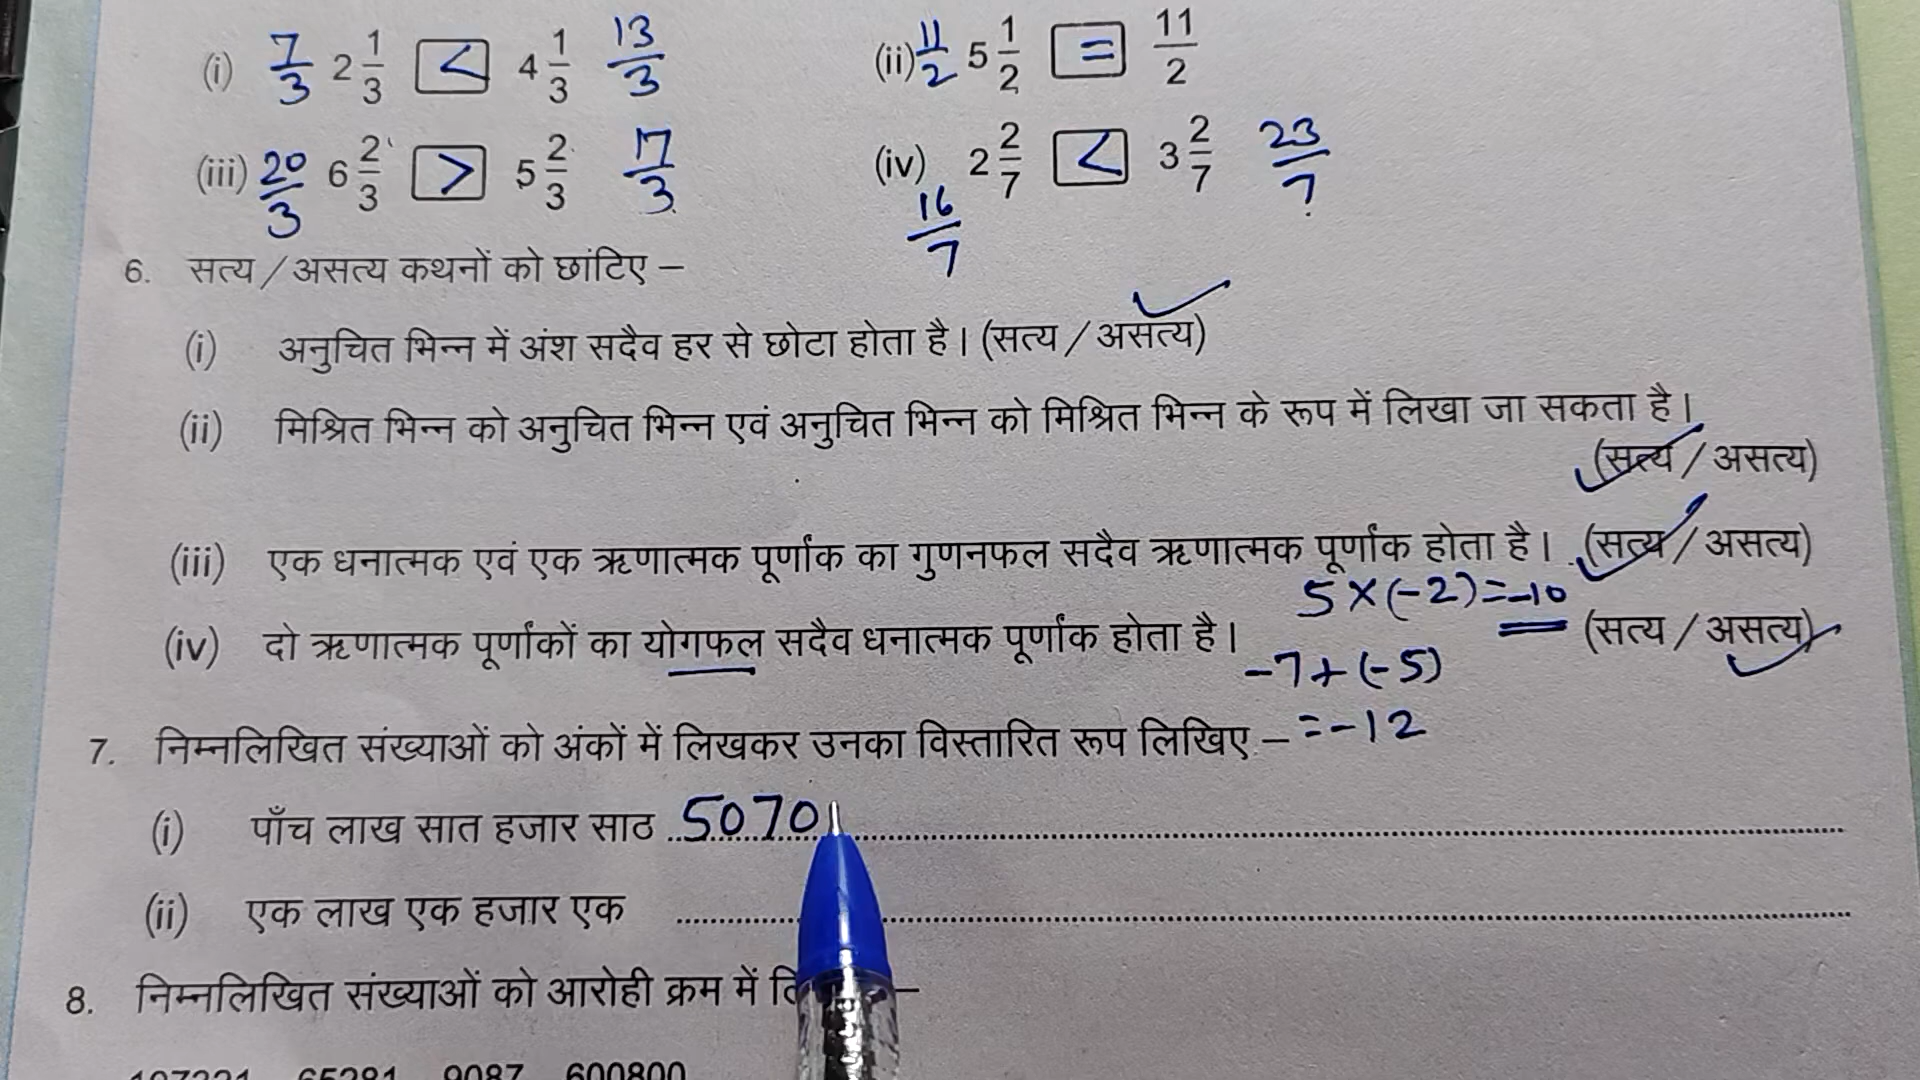 (i) 7/3 2 1/3 < 4 1/3 13/3 (ii) 11/2 5 1/2 = 11/2
(iii) 20/3 6 2/3 > 5 2/3 17/3 (iv) 16/7 2 2/7 < 3 2/7 23/7
6. सत्य / असत्य कथनों को छांटिए –
(i) अनुचित भिन्न में अंश सदैव हर से छोटा होता है। (सत्य / असत्य)
(ii) मिश्रित भिन्न को अनुचित भिन्न एवं अनुचित भिन्न को मिश्रित भिन्न के रूप में लिखा जा सकता है।
(सत्य / असत्य)
(iii) एक धनात्मक एवं एक ऋणात्मक पूर्णांक का गुणनफल सदैव ऋणात्मक पूर्णांक होता है। (सत्य / असत्य)
5 × (-2) = -10
(iv) दो ऋणात्मक पूर्णांकों का योगफल सदैव धनात्मक पूर्णांक होता है। (सत्य / असत्य)
-7 + (-5)
= -12
7. निम्नलिखित संख्याओं को अंकों में लिखकर उनका विस्तारित रूप लिखिए –
(i) पाँच लाख सात हजार साठ 5070
(ii) एक लाख एक हजार एक
8. निम्नलिखित संख्याओं को आरोही क्रम में –
107321 65281 9087 600800